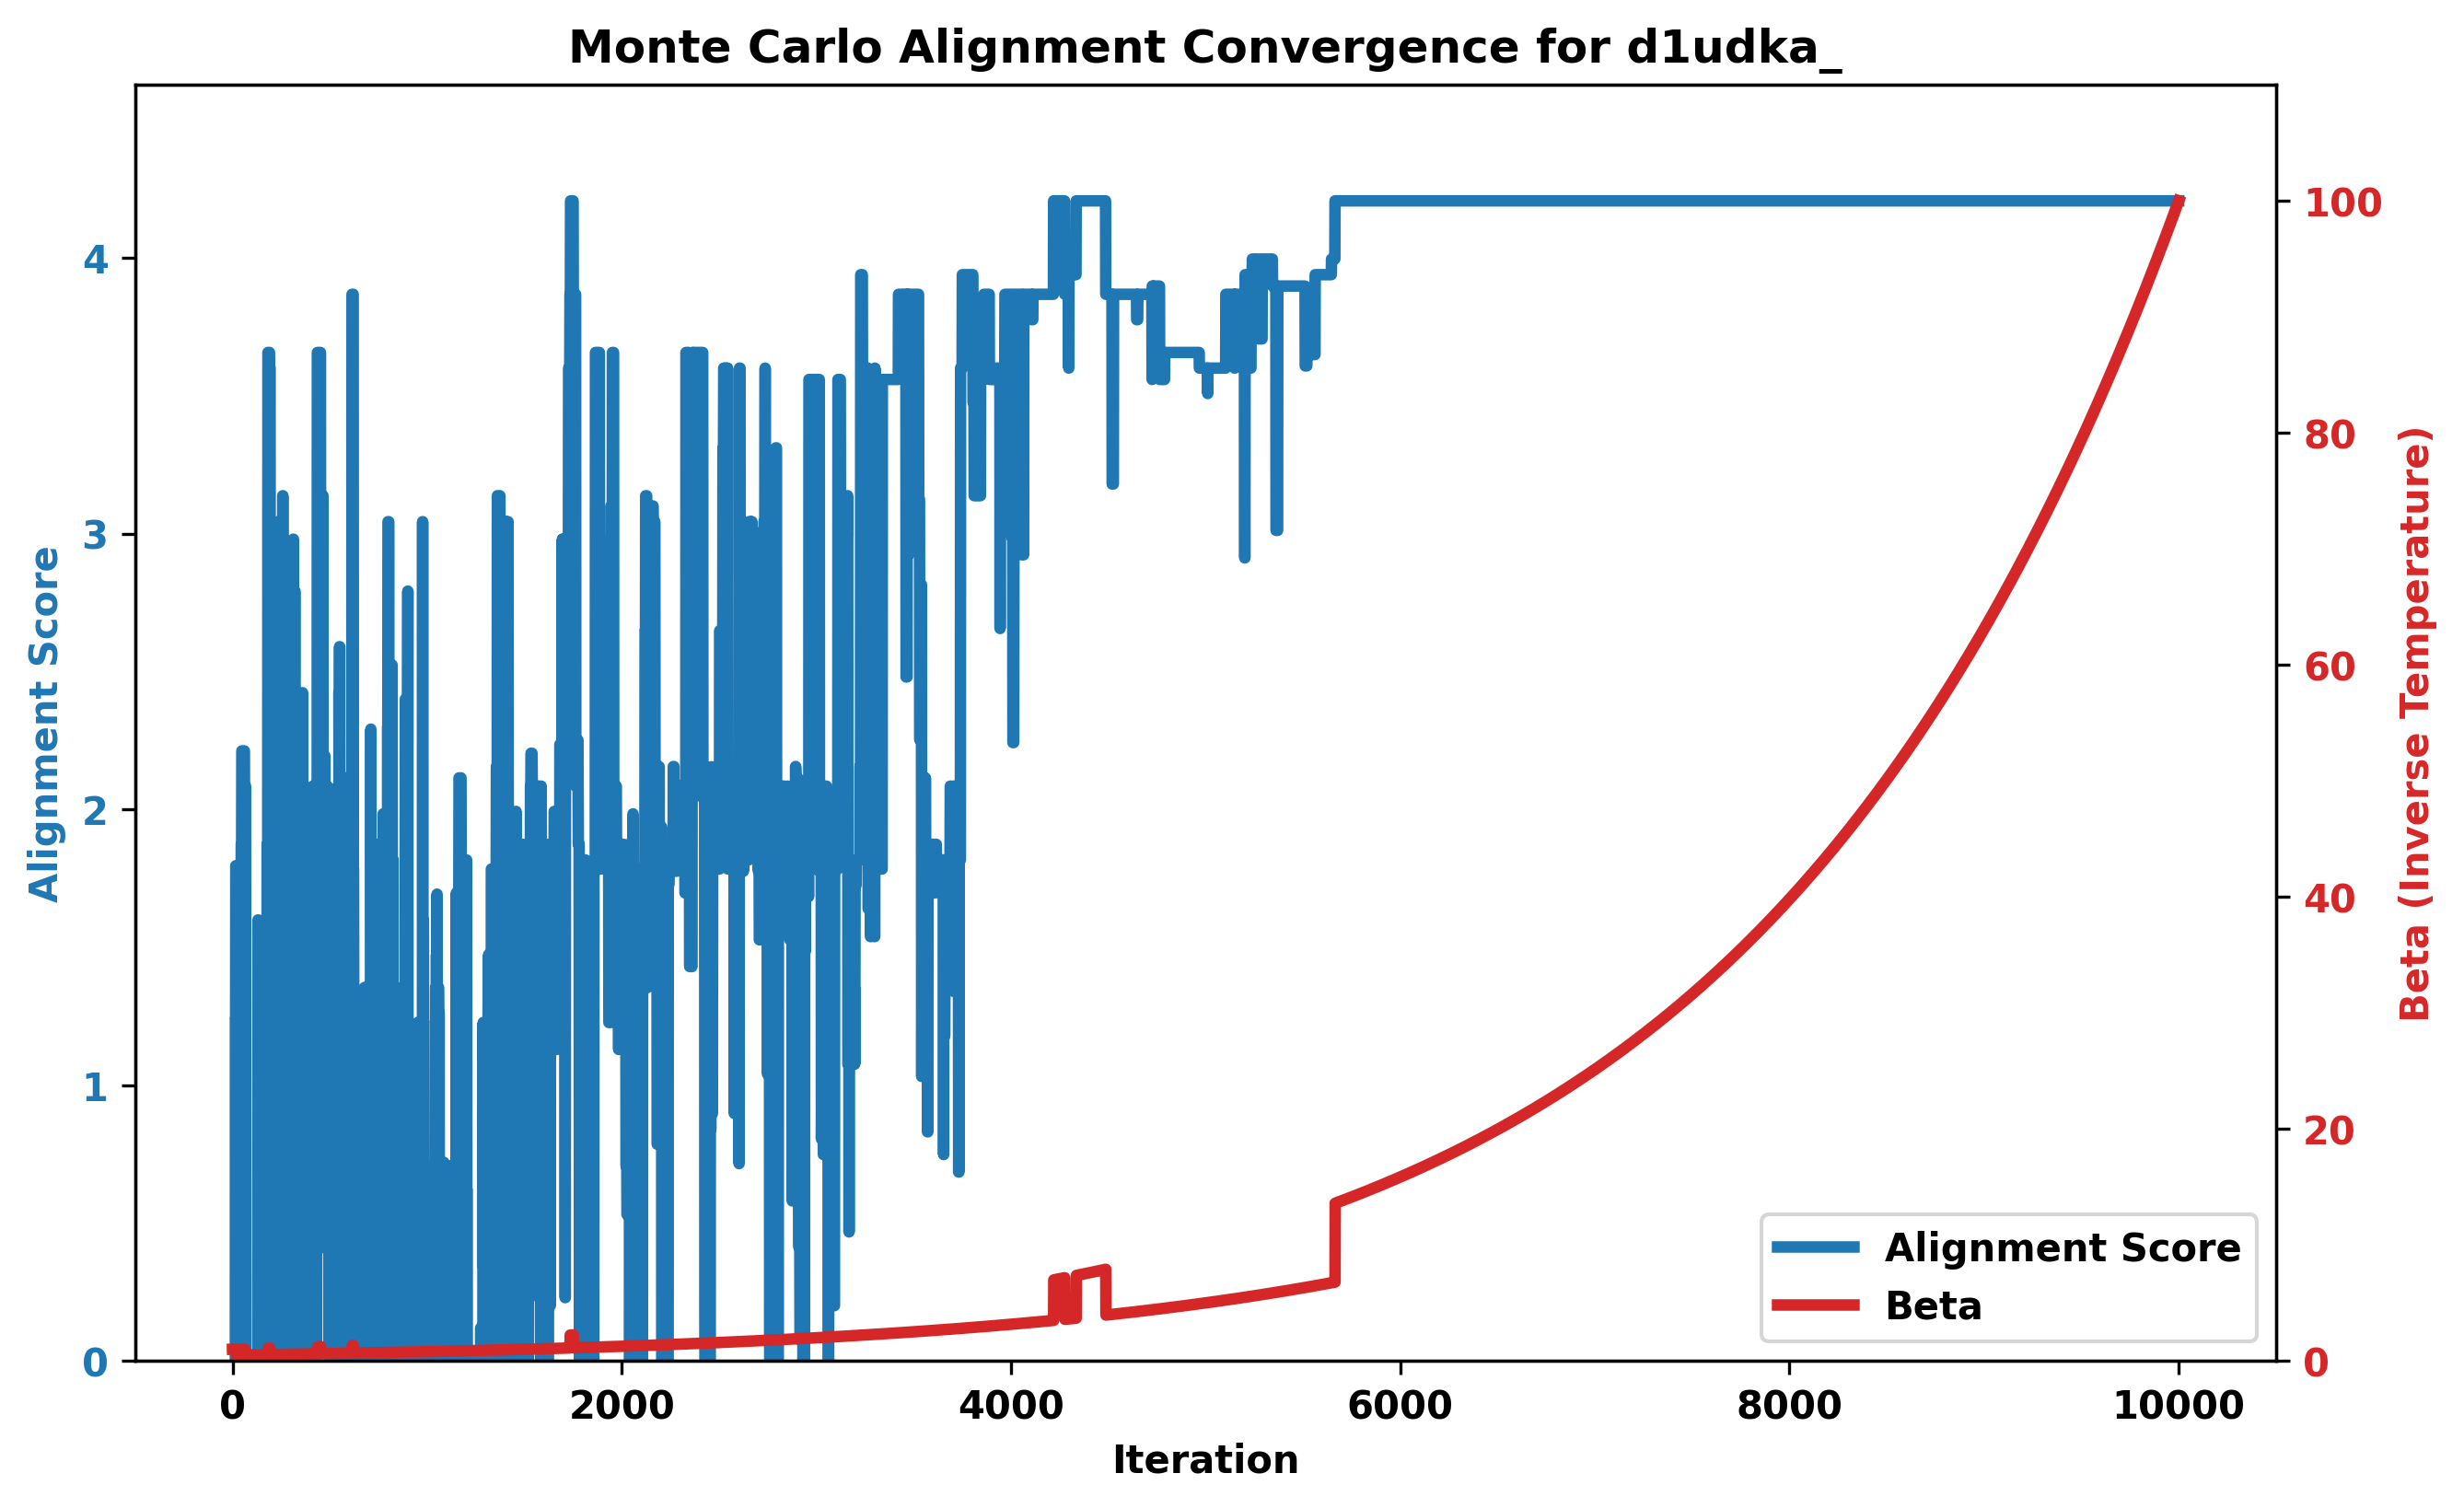 Monte Carlo Alignment Convergence for d1udka_
Alignment Score
4
3
2
1
0
100
80
60
40
20
0
Beta (Inverse Temperature)
Alignment Score
Beta
0 2000 4000 6000 8000 10000
Iteration